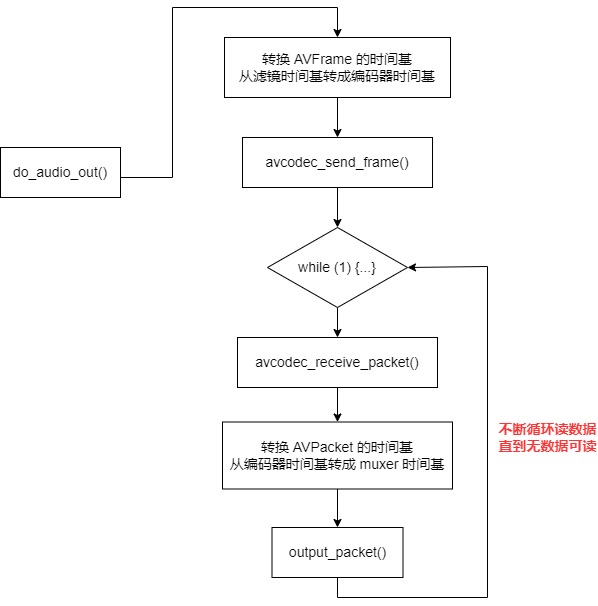 转换 AVFrame 的时间基
从滤镜时间基转成编码器时间基
do_audio_out()
avcodec_send_frame()
while (1) {...}
avcodec_receive_packet()
不断循环读数据
直到无数据可读
转换 AVPacket 的时间基
从编码器时间基转成 muxer 时间基
output_packet()